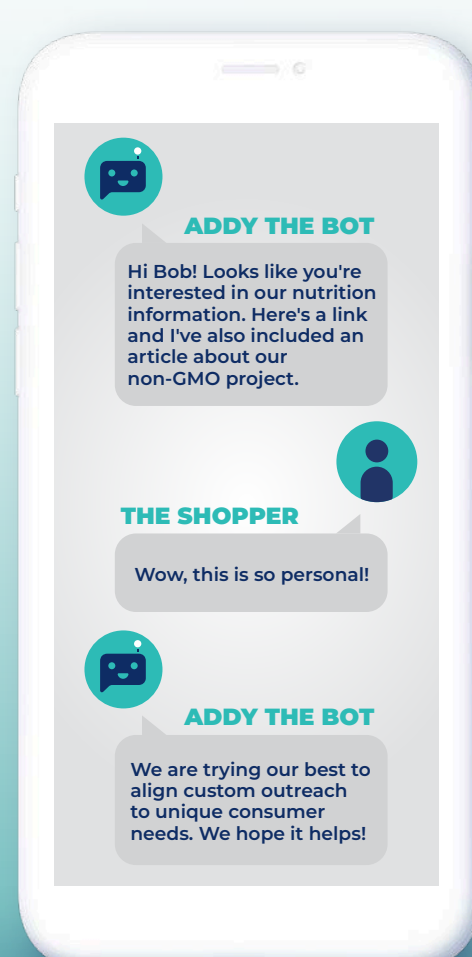 ADDY THE BOT
Hi Bob! Looks like you're
interested in our nutrition
information. Here's a link
and I've also included an
article about our
non-GMO project.
THE SHOPPER
Wow, this is so personal!
ADDY THE BOT
We are trying our best to
align custom outreach
to unique consumer
needs. We hope it helps!